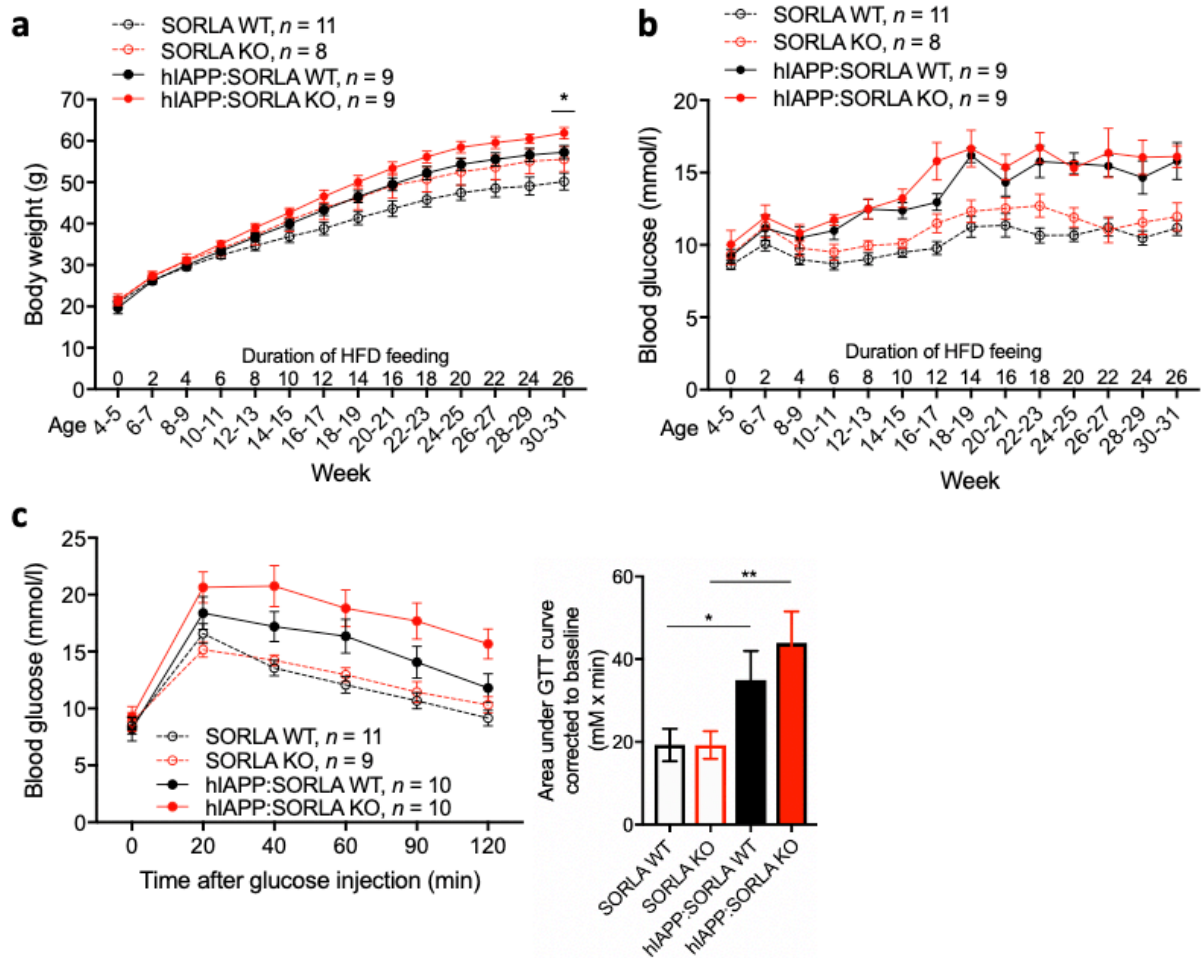 a
SORLA WT, n = 11
SORLA KO, n = 8
hIAPP:SORLA WT, n = 9
hIAPP:SORLA KO, n = 9
*
Body weight (g)
70
60
50
40
30
20
10
0
Duration of HFD feeding
0 2 4 6 8 10 12 14 16 18 20 22 24 26
Age 4-5 6-7 8-9 10-11 12-13 14-15 16-17 18-19 20-21 22-23 24-25 26-27 28-29 30-31
Week
b
SORLA WT, n = 11
SORLA KO, n = 8
hIAPP:SORLA WT, n = 9
hIAPP:SORLA KO, n = 9
Blood glucose (mmol/l)
20
15
10
5
0
Duration of HFD feeing
0 2 4 6 8 10 12 14 16 18 20 22 24 26
Age 4-5 6-7 8-9 10-11 12-13 14-15 16-17 18-19 20-21 22-23 24-25 26-27 28-29 30-31
Week
c
Blood glucose (mmol/l)
25
20
15
10
5
0
SORLA WT, n = 11
SORLA KO, n = 9
hIAPP:SORLA WT, n = 10
hIAPP:SORLA KO, n = 10
0 20 40 60 90 120
Time after glucose injection (min)
Area under GTT curve
corrected to baseline
(mM x min)
60
40
20
0
*
**
SORLA WT
SORLA KO
hIAPP:SORLA WT
hIAPP:SORLA KO